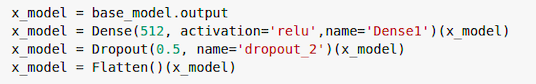 x_model = base_model.output
x_model = Dense(512, activation='relu',name='Dense1')(x_model)
x_model = Dropout(0.5, name='dropout_2')(x_model)
x_model = Flatten()(x_model)